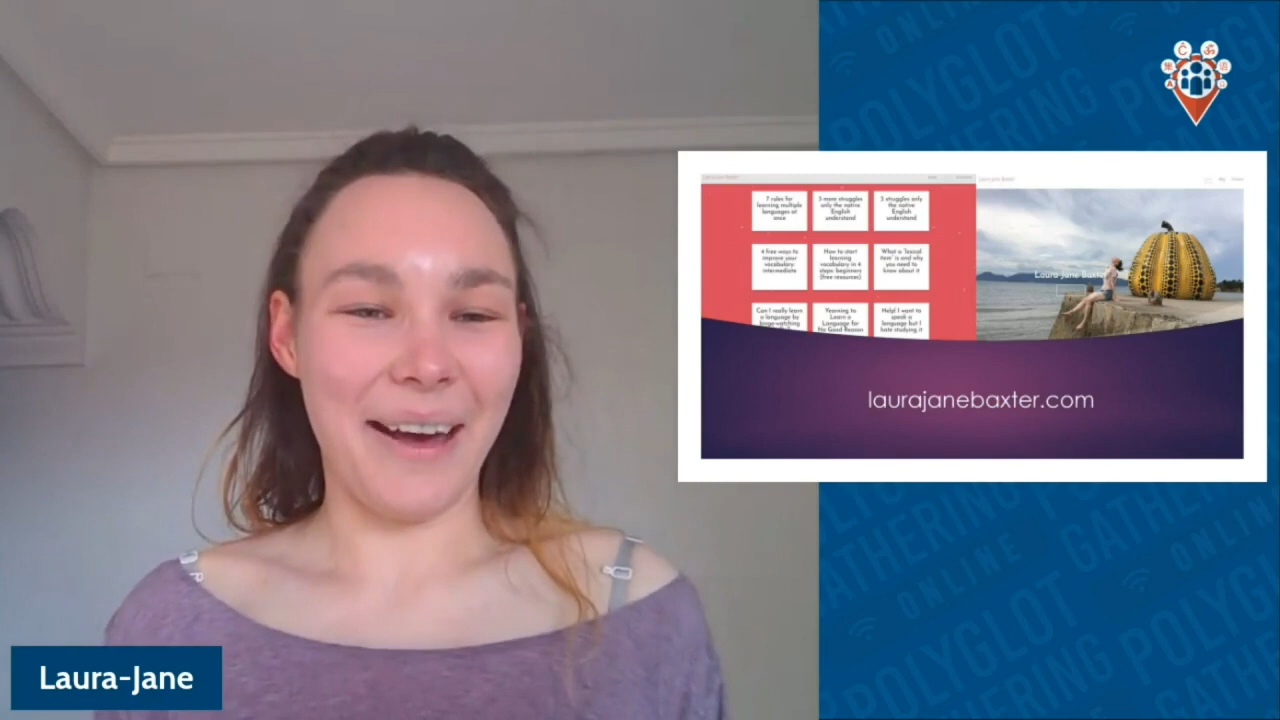 7 rules for
learning multiple
languages at
once
3 more struggles
only the native
English
understand
3 struggles only
the native
English
understand
4 free ways to
improve your
vocabulary:
intermediate
How to start
learning
vocabulary in 4
steps: beginners
(free resources)
What a 'lexical
item' is and why
you need to
know about it
Can I really learn
a language by
binge-watching
Yearning to
Learn a
Language for
the Good Reason
Help! I want to
speak a
language but I
hate studying it
Laura-Jane Baxter
laurajanebaxter.com
Laura-Jane
POLYGLOT
GATHERING
ONLINE